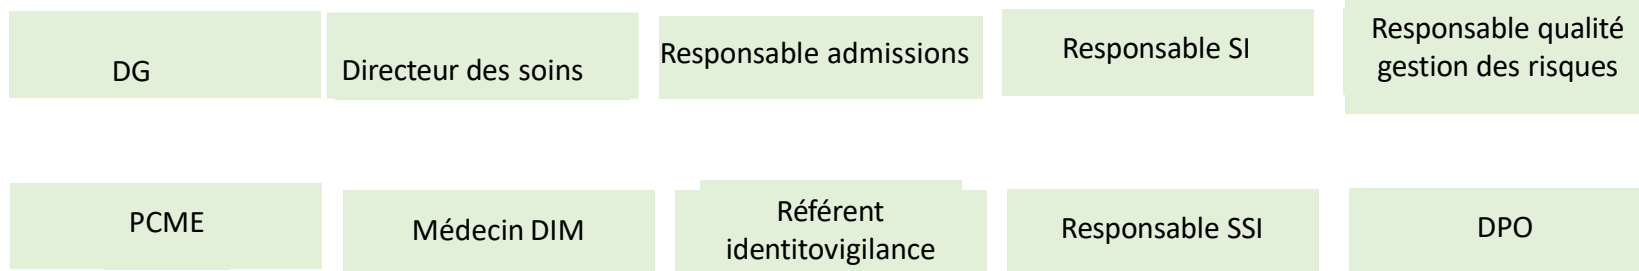 DG
Directeur des soins
Responsable admissions
Responsable SI
Responsable qualité
gestion des risques
PCME
Médecin DIM
Référent
identitovigilance
Responsable SSI
DPO